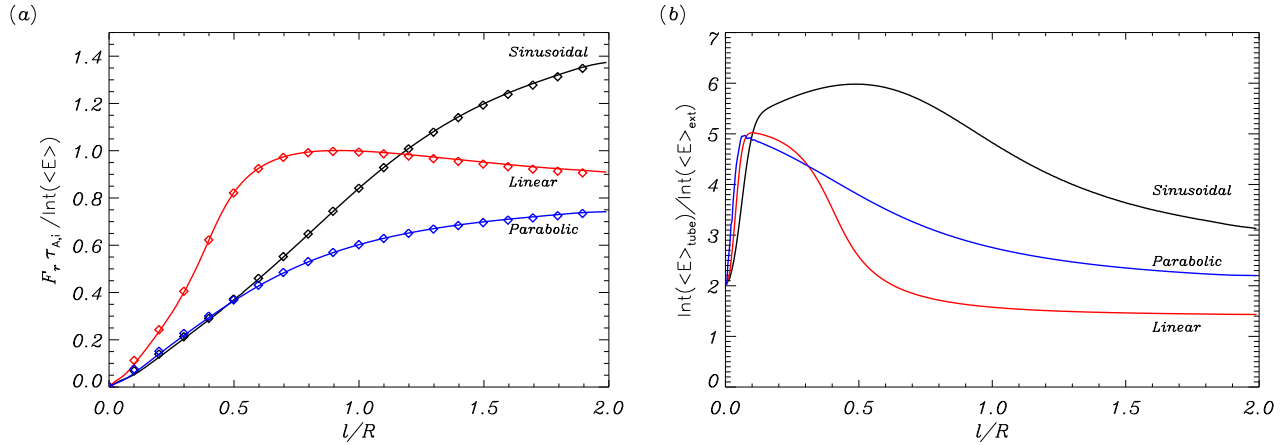 (a)
F_r τ_A,i /Int(<E>)
1.4
1.2
1.0
0.8
0.6
0.4
0.2
0.0
Sinusoidal
Linear
Parabolic
0.0 0.5 1.0 1.5 2.0
l/R
(b)
Int(<E>_tube)/Int(<E>_ext)
7
6
5
4
3
2
1
0
Sinusoidal
Parabolic
Linear
0.0 0.5 1.0 1.5 2.0
l/R